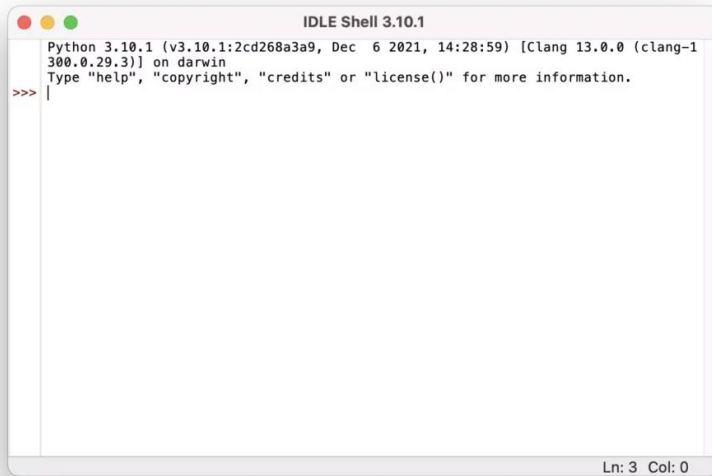 IDLE Shell 3.10.1
Python 3.10.1 (v3.10.1:2cd268a3a9, Dec  6 2021, 14:28:59) [Clang 13.0.0 (clang-1
300.0.29.3)] on darwin
Type "help", "copyright", "credits" or "license()" for more information.
>>>
Ln: 3  Col: 0